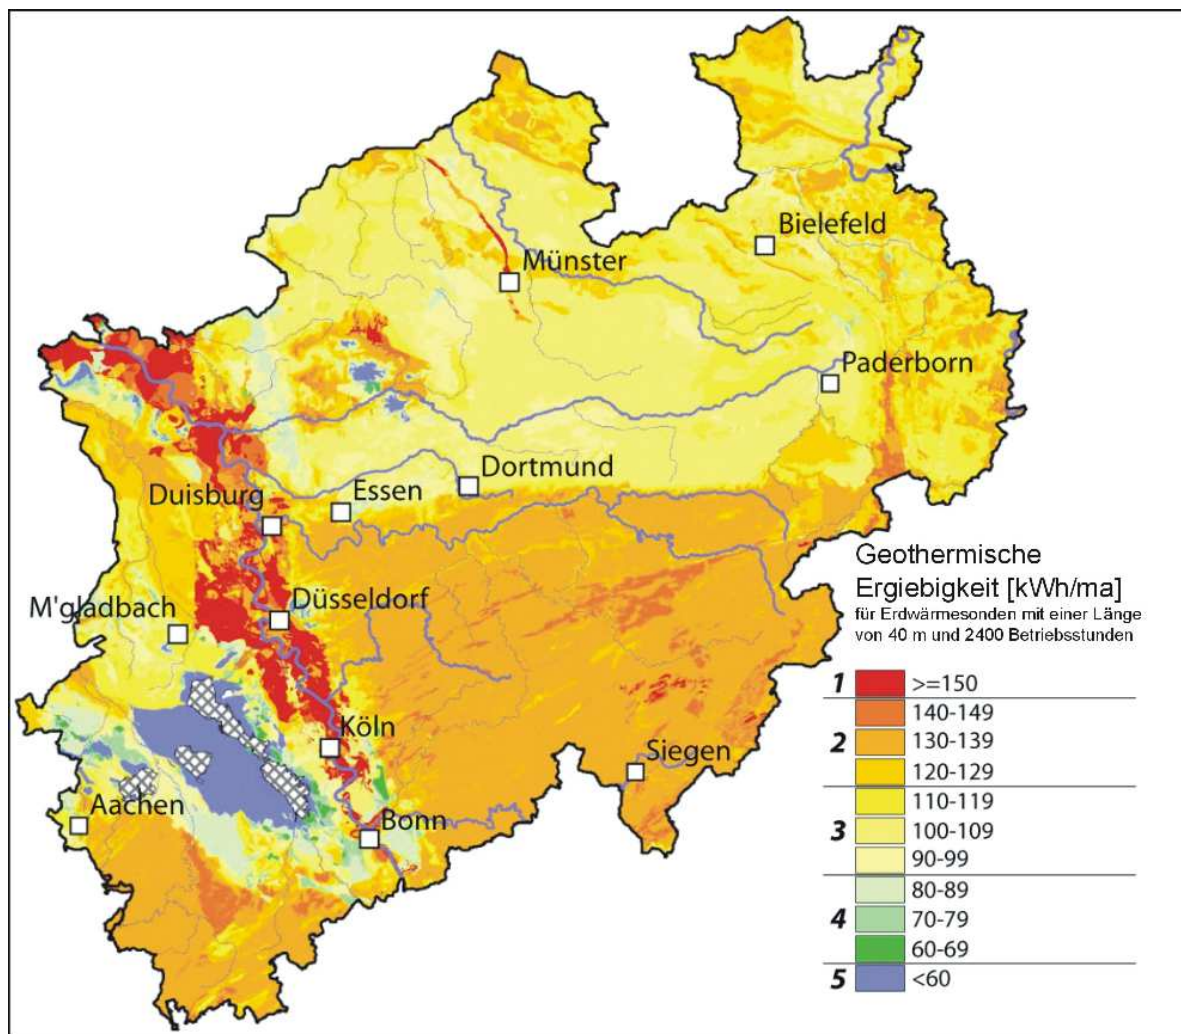 Bielefeld
Münster
Paderborn
Dortmund
Essen
Duisburg
Düsseldorf
M'gladbach
Köln
Siegen
Aachen
Bonn
Geothermische
Ergiebigkeit [kWh/ma]
für Erdwärmesonden mit einer Länge
von 40 m und 2400 Betriebsstunden
1 >=150
140-149
2 130-139
120-129
110-119
3 100-109
90-99
80-89
4 70-79
60-69
5 <60